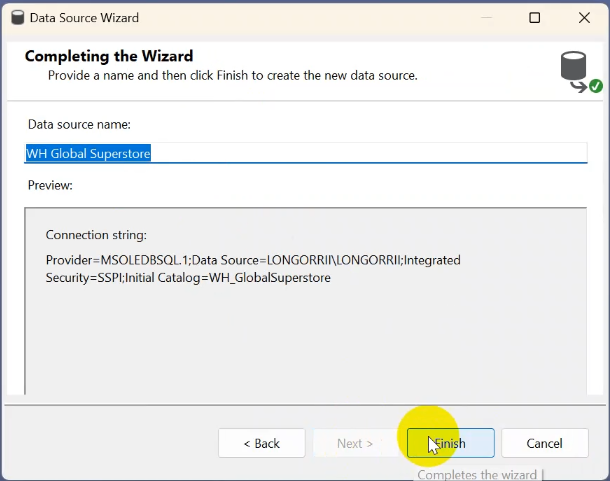 Data Source Wizard
Completing the Wizard
Provide a name and then click Finish to create the new data source.
Data source name:
WH Global Superstore
Preview:
Connection string:
Provider=MSOLEDBSQL.1;Data Source=LONGORRII\LONGORRII;Integrated
Security=SSPI;Initial Catalog=WH_GlobalSuperstore
< Back
Next >
Finish
Cancel
Completes the wizard